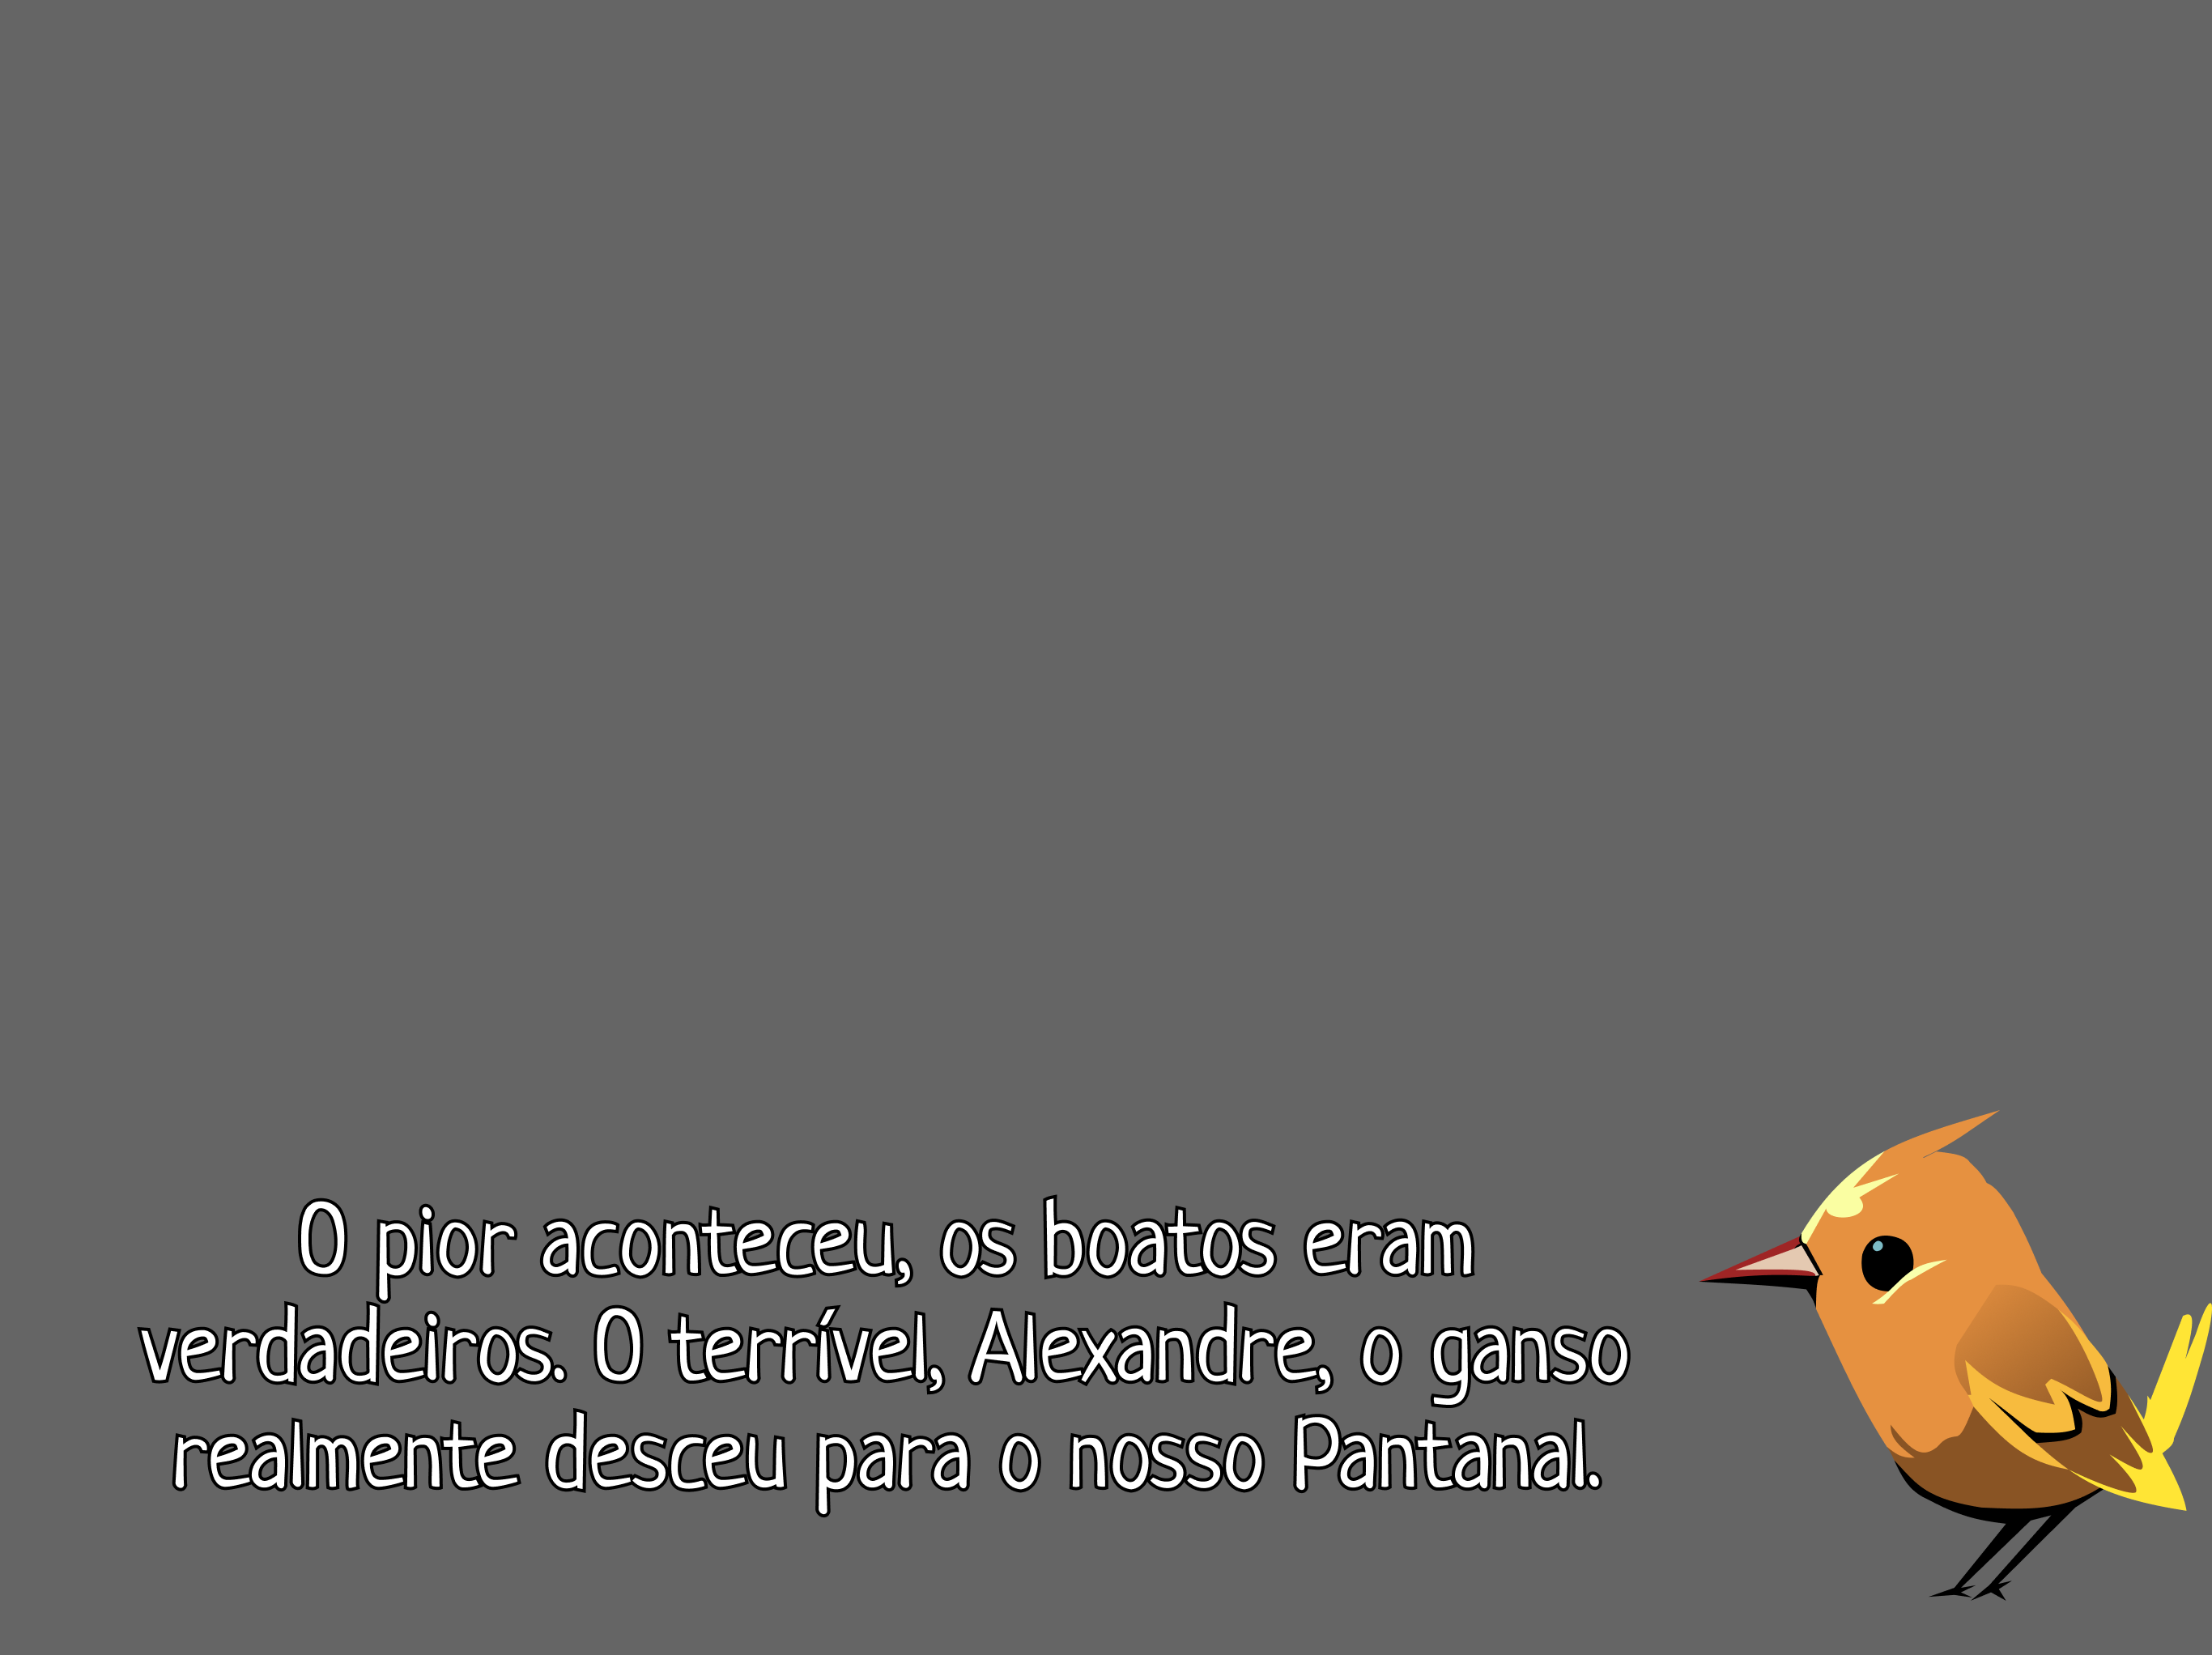 O pior aconteceu, os boatos eram
verdadeiros. O terrível Alexandre, o ganso
realmente desceu para o nosso Pantanal.